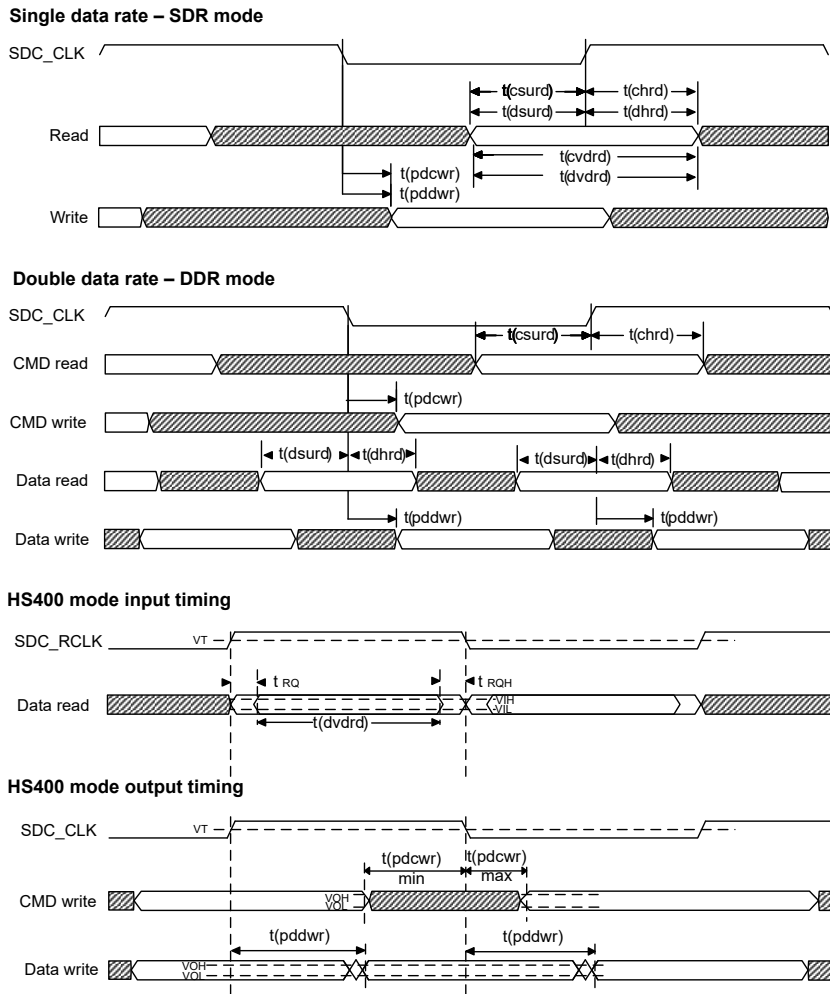 Single data rate – SDR mode
SDC_CLK
t(csurd) t(chrd)
t(dsurd) t(dhrd)
Read
t(cvdrd)
t(pdcwr)
t(dvdrd)
t(pddwr)
Write
Double data rate – DDR mode
SDC_CLK
t(csurd) t(chrd)
CMD read
t(pdcwr)
CMD write
t(dsurd) t(dhrd) t(dsurd) t(dhrd)
Data read
t(pddwr) t(pddwr)
Data write
HS400 mode input timing
SDC_RCLK VT
t RQ t RQH
Data read VIH
VIL
t(dvdrd)
HS400 mode output timing
SDC_CLK VT
t(pdcwr) t(pdcwr)
min max
CMD write VOH
VOL
t(pddwr) t(pddwr)
Data write VOH
VOL